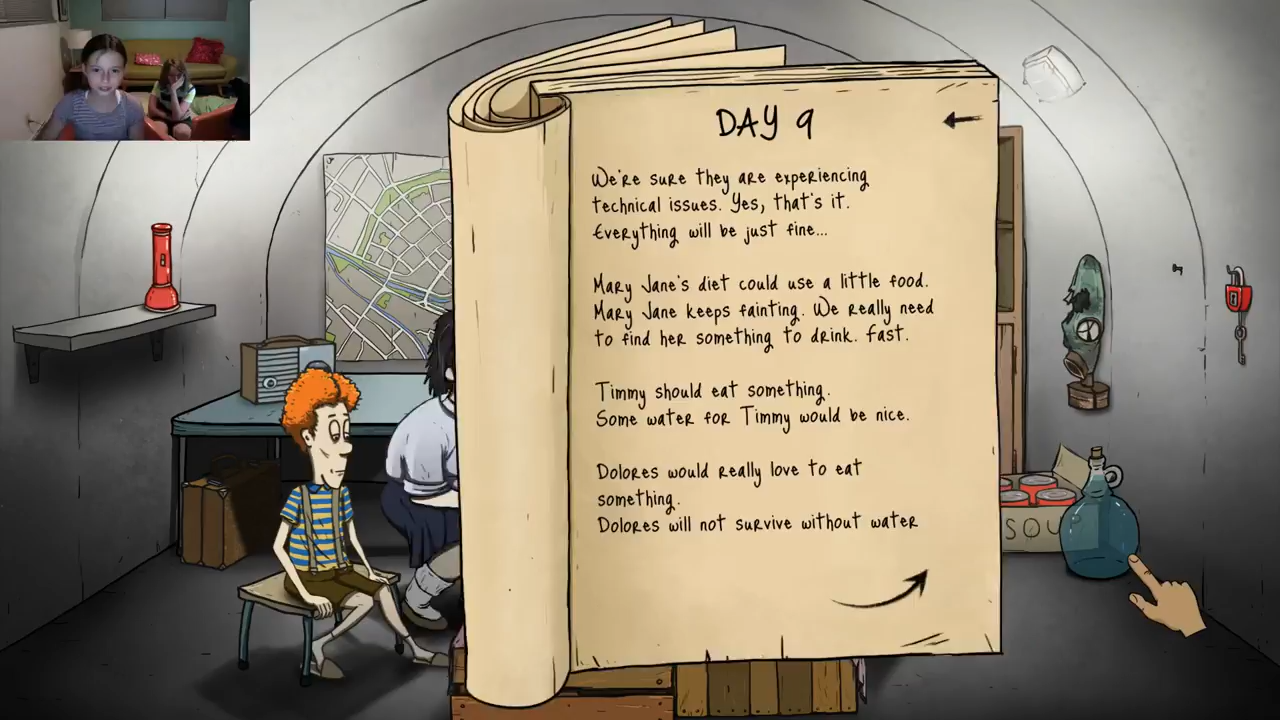 DAY 9
We're sure they are experiencing
technical issues. Yes, that's it.
Everything will be just fine...
Mary Jane's diet could use a little food.
Mary Jane keeps fainting. We really need
to find her something to drink. Fast.
Timmy should eat something.
Some water for Timmy would be nice.
Dolores would really love to eat
something.
Dolores will not survive without water
SOU